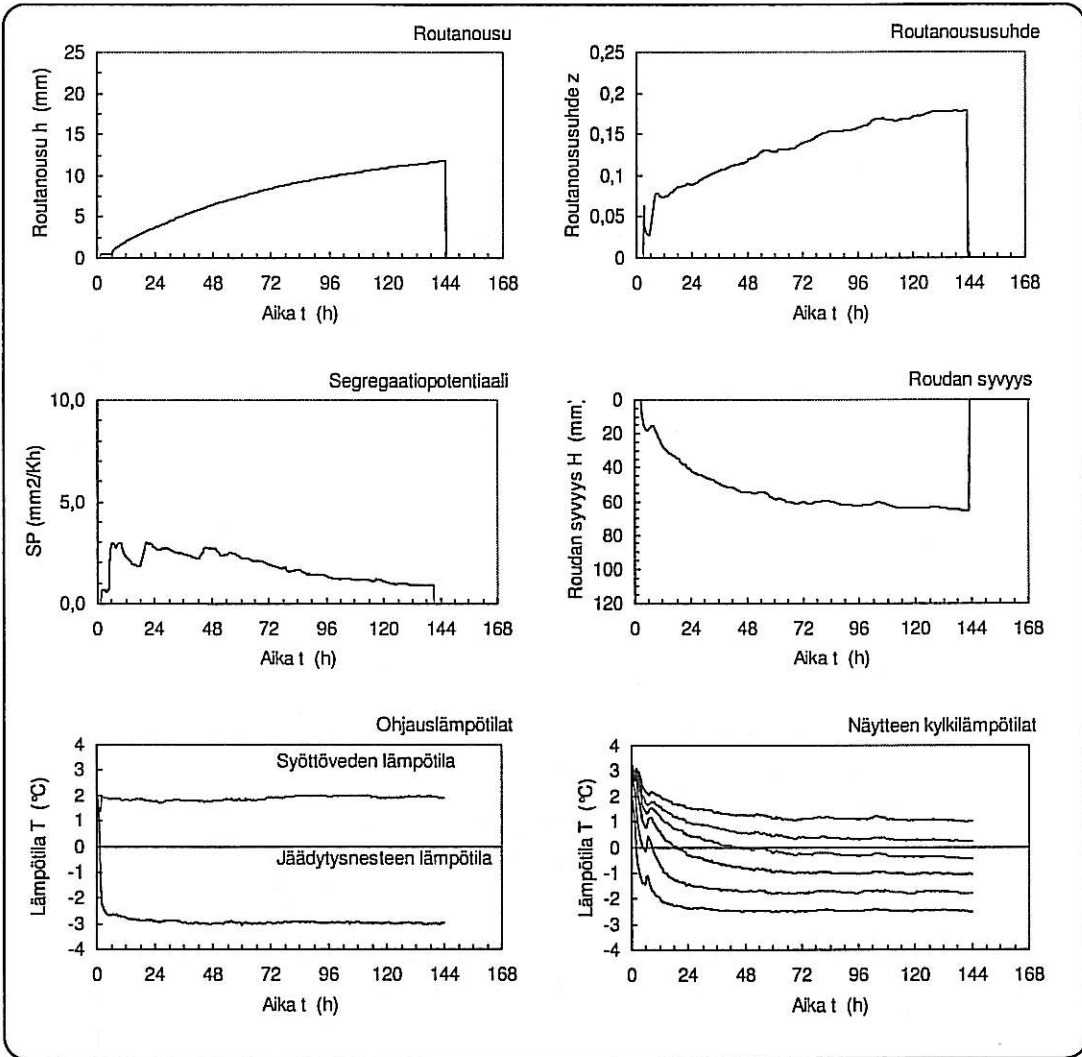 Routanousu
25
20
15
10
5
0
Routanousu h (mm)
0 24 48 72 96 120 144 168
Aika t (h)
Routanoususuhde
0,25
0,2
0,15
0,1
0,05
0
Routanoususuhde z
0 24 48 72 96 120 144 168
Aika t (h)
Segregaatiopotentiaali
10,0
5,0
0,0
SP (mm2/Kh)
0 24 48 72 96 120 144 168
Aika t (h)
Roudan syvyys
0
20
40
60
80
100
120
Roudan syvyys H (mm)
0 24 48 72 96 120 144 168
Aika t (h)
Ohjauslämpötilat
4
3
2
1
0
-1
-2
-3
-4
Lämpötila T (°C)
Syöttöveden lämpötila
Jäädytysnesteen lämpötila
0 24 48 72 96 120 144 168
Aika t (h)
Näytteen kylkilämpötilat
4
3
2
1
0
-1
-2
-3
-4
Lämpötila T (°C)
0 24 48 72 96 120 144 168
Aika t (h)